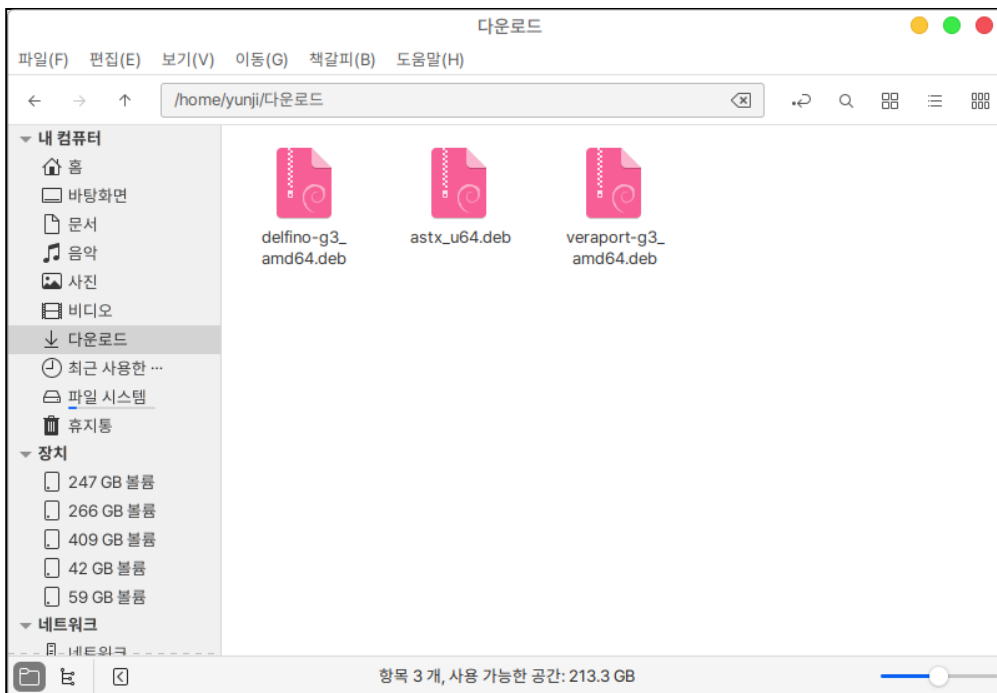 다운로드
파일(F) 편집(E) 보기(V) 이동(G) 책갈피(B) 도움말(H)
/home/yunji/다운로드
내 컴퓨터
홈
바탕화면
문서
음악
사진
비디오
다운로드
최근 사용한 ···
파일 시스템
휴지통
장치
247 GB 볼륨
266 GB 볼륨
409 GB 볼륨
42 GB 볼륨
59 GB 볼륨
네트워크
네트워크
delfino-g3_
amd64.deb
astx_u64.deb
veraport-g3_
amd64.deb
항목 3 개, 사용 가능한 공간: 213.3 GB